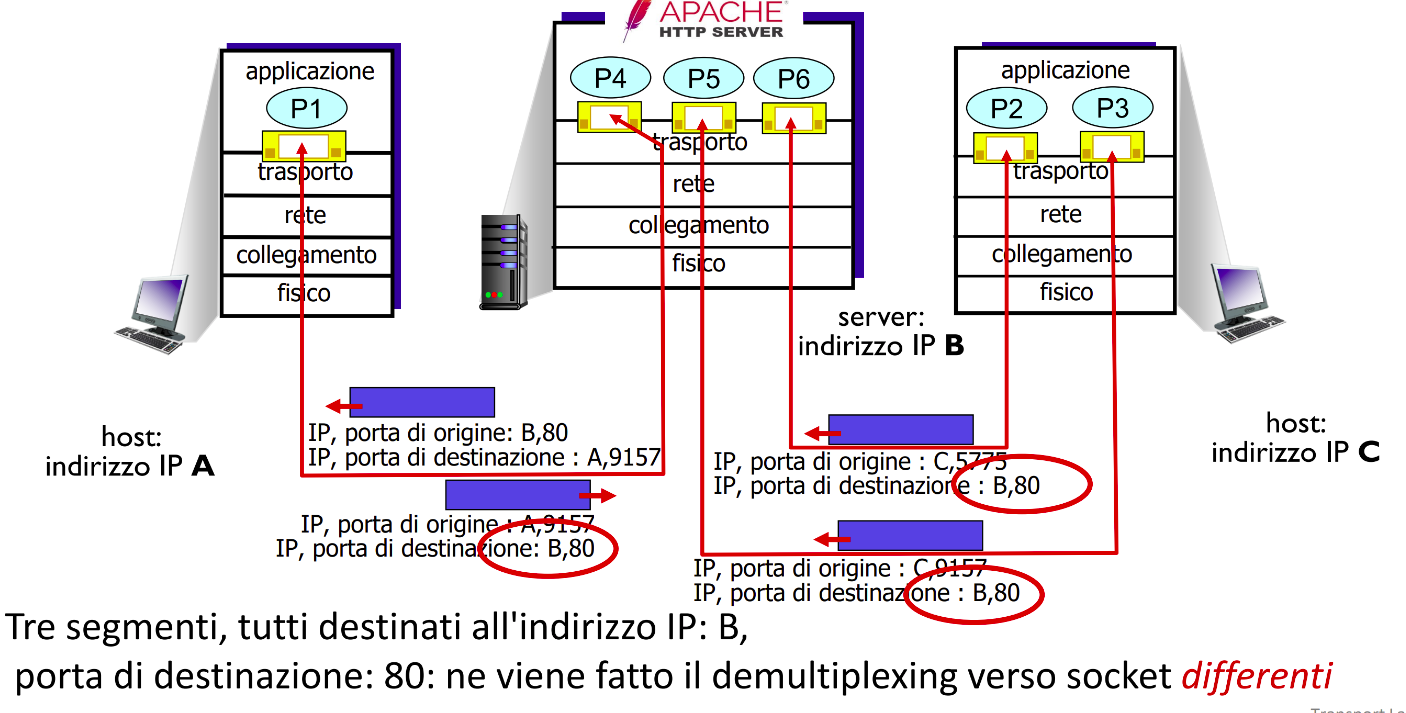 APACHE
HTTP SERVER
applicazione
P1
trasporto
rete
collegamento
fisico
P4 P5 P6
trasporto
rete
collegamento
fisico
applicazione
P2 P3
trasporto
rete
collegamento
fisico
server:
indirizzo IP B
host:
indirizzo IP A
host:
indirizzo IP C
IP, porta di origine: B,80
IP, porta di destinazione : A,9157
IP, porta di origine : A,9157
IP, porta di destinazione: B,80
IP, porta di origine : C,5775
IP, porta di destinazione : B,80
IP, porta di origine : C,9157
IP, porta di destinazione : B,80
Tre segmenti, tutti destinati all'indirizzo IP: B,
porta di destinazione: 80: ne viene fatto il demultiplexing verso socket differenti